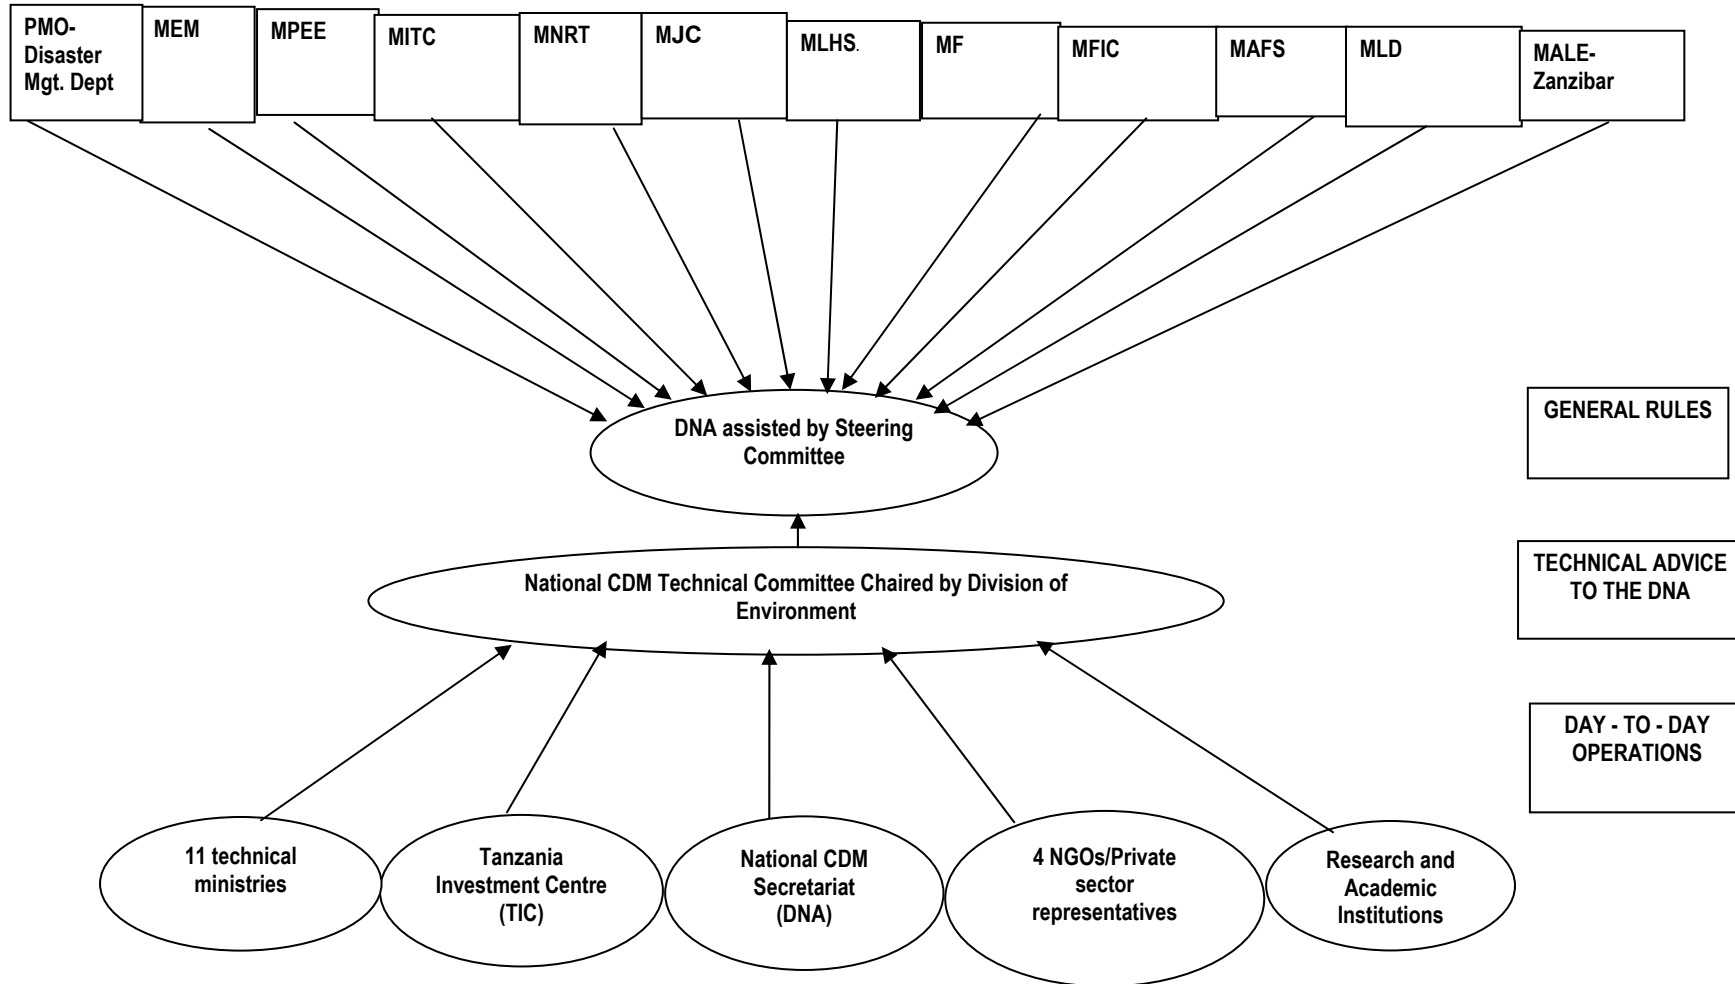 PMO-
Disaster
Mgt. Dept
MEM
MPEE
MITC
MNRT
MJC
MLHS.
MF
MFIC
MAFS
MLD
MALE-
Zanzibar
DNA assisted by Steering
Committee
GENERAL RULES
National CDM Technical Committee Chaired by Division of
Environment
TECHNICAL ADVICE
TO THE DNA
DAY - TO - DAY
OPERATIONS
11 technical
ministries
Tanzania
Investment Centre
(TIC)
National CDM
Secretariat
(DNA)
4 NGOs/Private
sector
representatives
Research and
Academic
Institutions